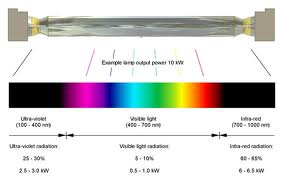 Example lamp output power 10 kW
Ultra-violet Visible light Infra-red
(100 - 400 nm) (400 - 700 nm) (700 - 1000 nm)
Ultra-violet radiation: Visible light radiation: Infra-red radiation:
25 - 30% 5 - 10% 60 - 65%
2.5 - 3.0 kW 0.5 - 1.0 kW 6 - 6.5 kW